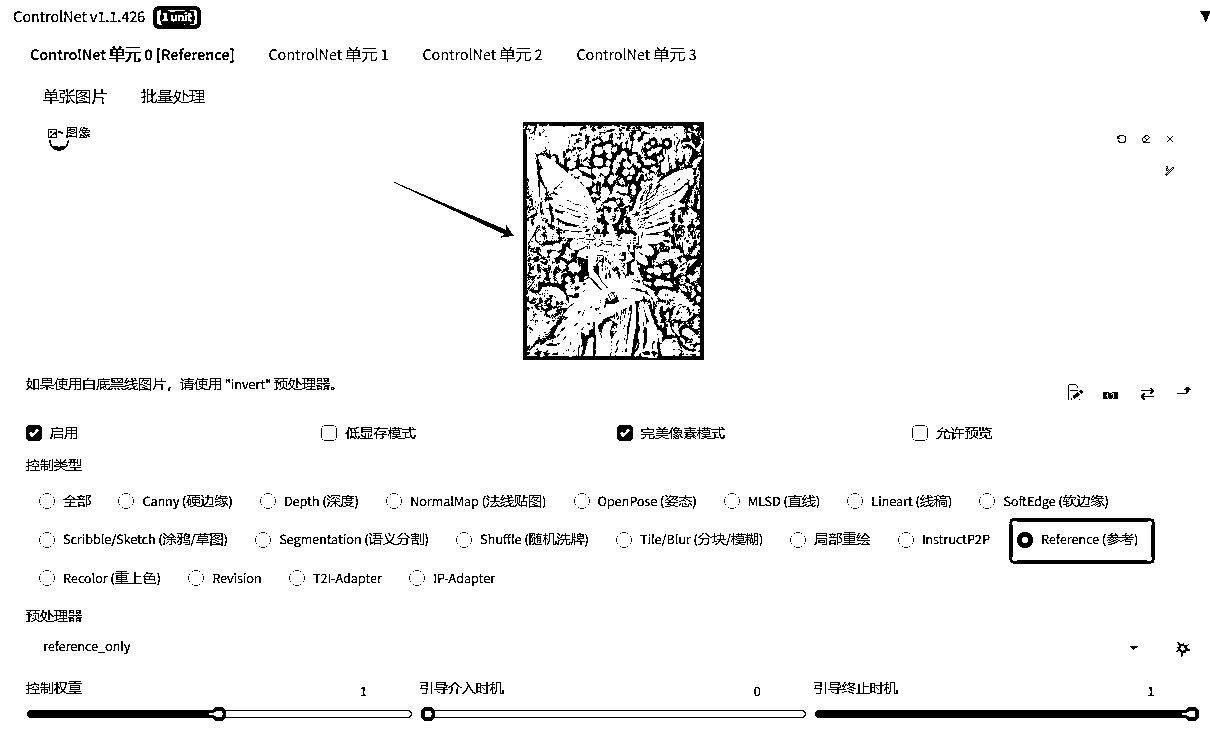 ControlNet v1.1.426 [1 unit]
ControlNet 单元 0 [Reference] ControlNet 单元 1 ControlNet 单元 2 ControlNet 单元 3
单张图片 批量处理
图像
如果使用白底黑线图片，请使用 "invert" 预处理器。
启用 低显存模式 完美像素模式 允许预览
控制类型
全部 Canny (硬边缘) Depth (深度) NormalMap (法线贴图) OpenPose (姿态) MLSD (直线) Lineart (线稿) SoftEdge (软边缘)
Scribble/Sketch (涂鸦/草图) Segmentation (语义分割) Shuffle (随机洗牌) Tile/Blur (分块/模糊) 局部重绘 InstructP2P Reference (参考)
Recolor (重上色) Revision T2I-Adapter IP-Adapter
预处理器
reference_only
控制权重 1 引导介入时机 0 引导终止时机 1